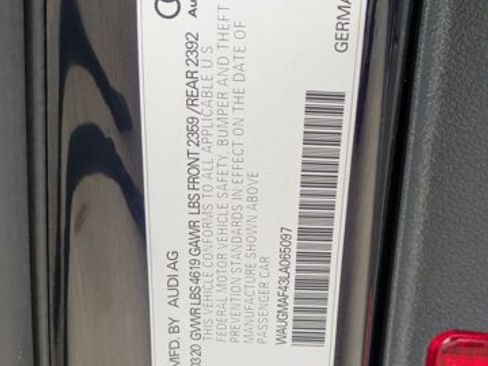 Au
GERMA
MFD. BY AUDI AG
0320 GVWR LBS 4619 GAWR LBS FRONT 2359 / REAR 2392
THIS VEHICLE CONFORMS TO ALL APPLICABLE U S
FEDERAL MOTOR VEHICLE SAFETY, BUMPER AND THEFT
PREVENTION STANDARDS IN EFFECT ON THE DATE OF
MANUFACTURE SHOWN ABOVE
PASSENGER CAR
WAUGMAF43LA065097